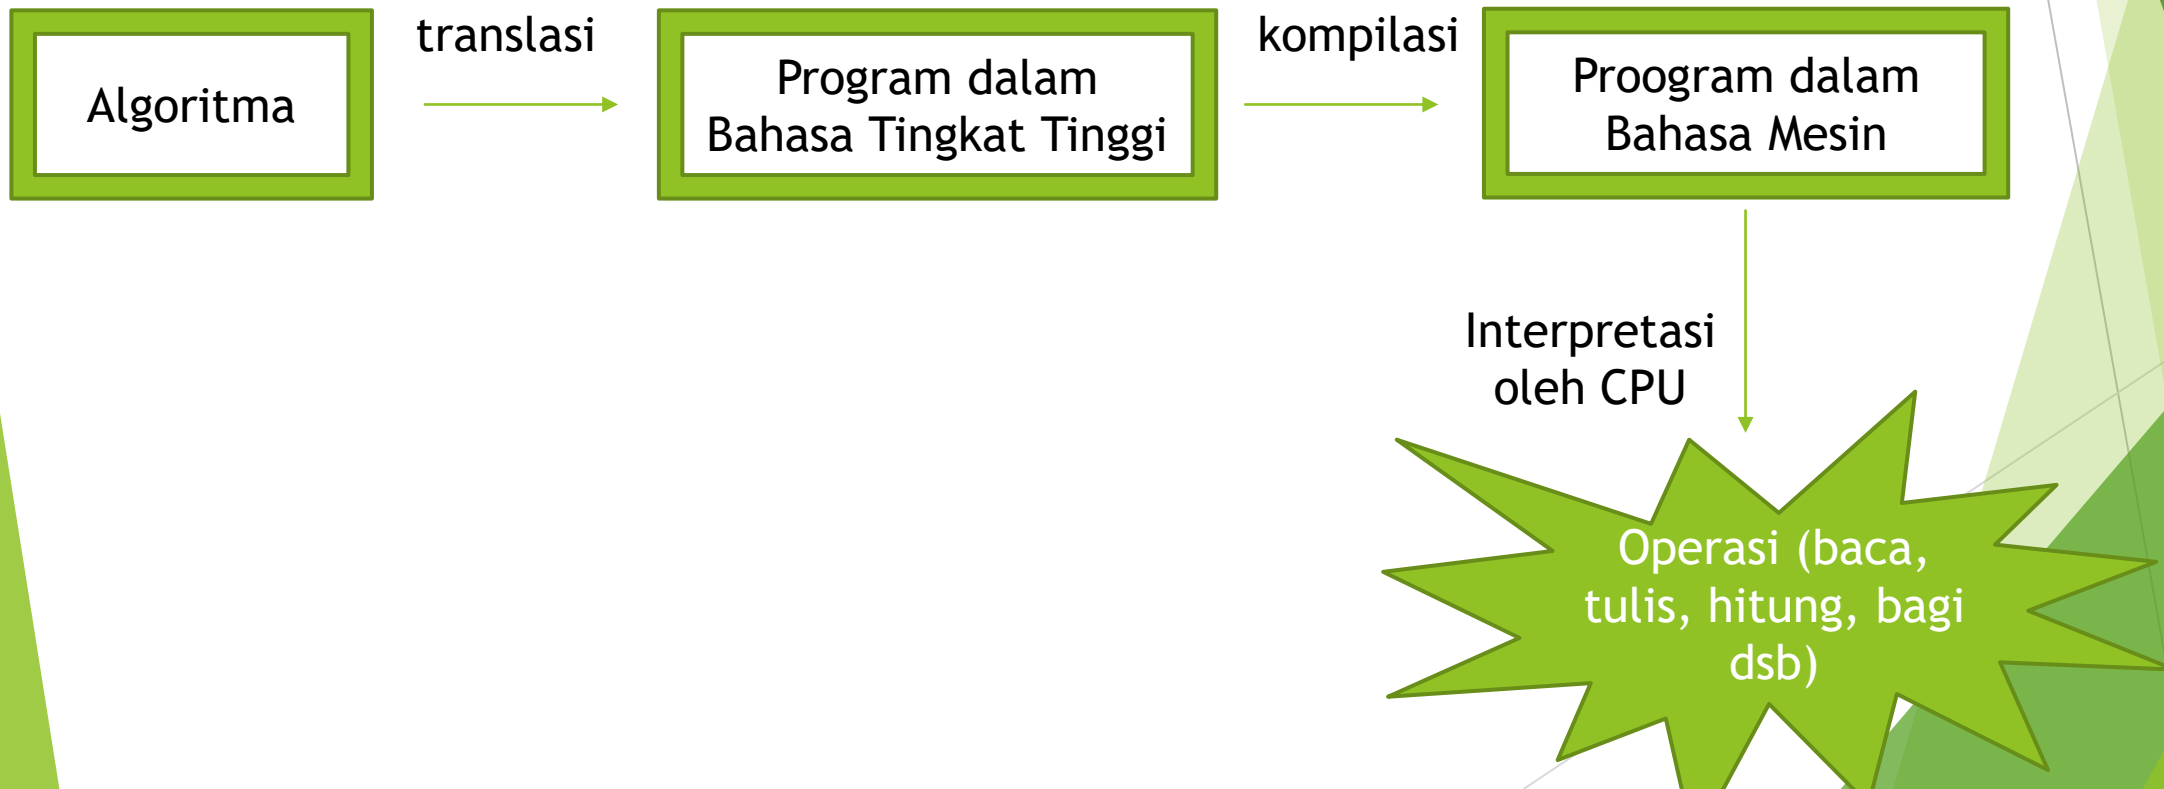 Algoritma
translasi
Program dalam
Bahasa Tingkat Tinggi
kompilasi
Proogram dalam
Bahasa Mesin
Interpretasi
oleh CPU
Operasi (baca,
tulis, hitung, bagi
dsb)